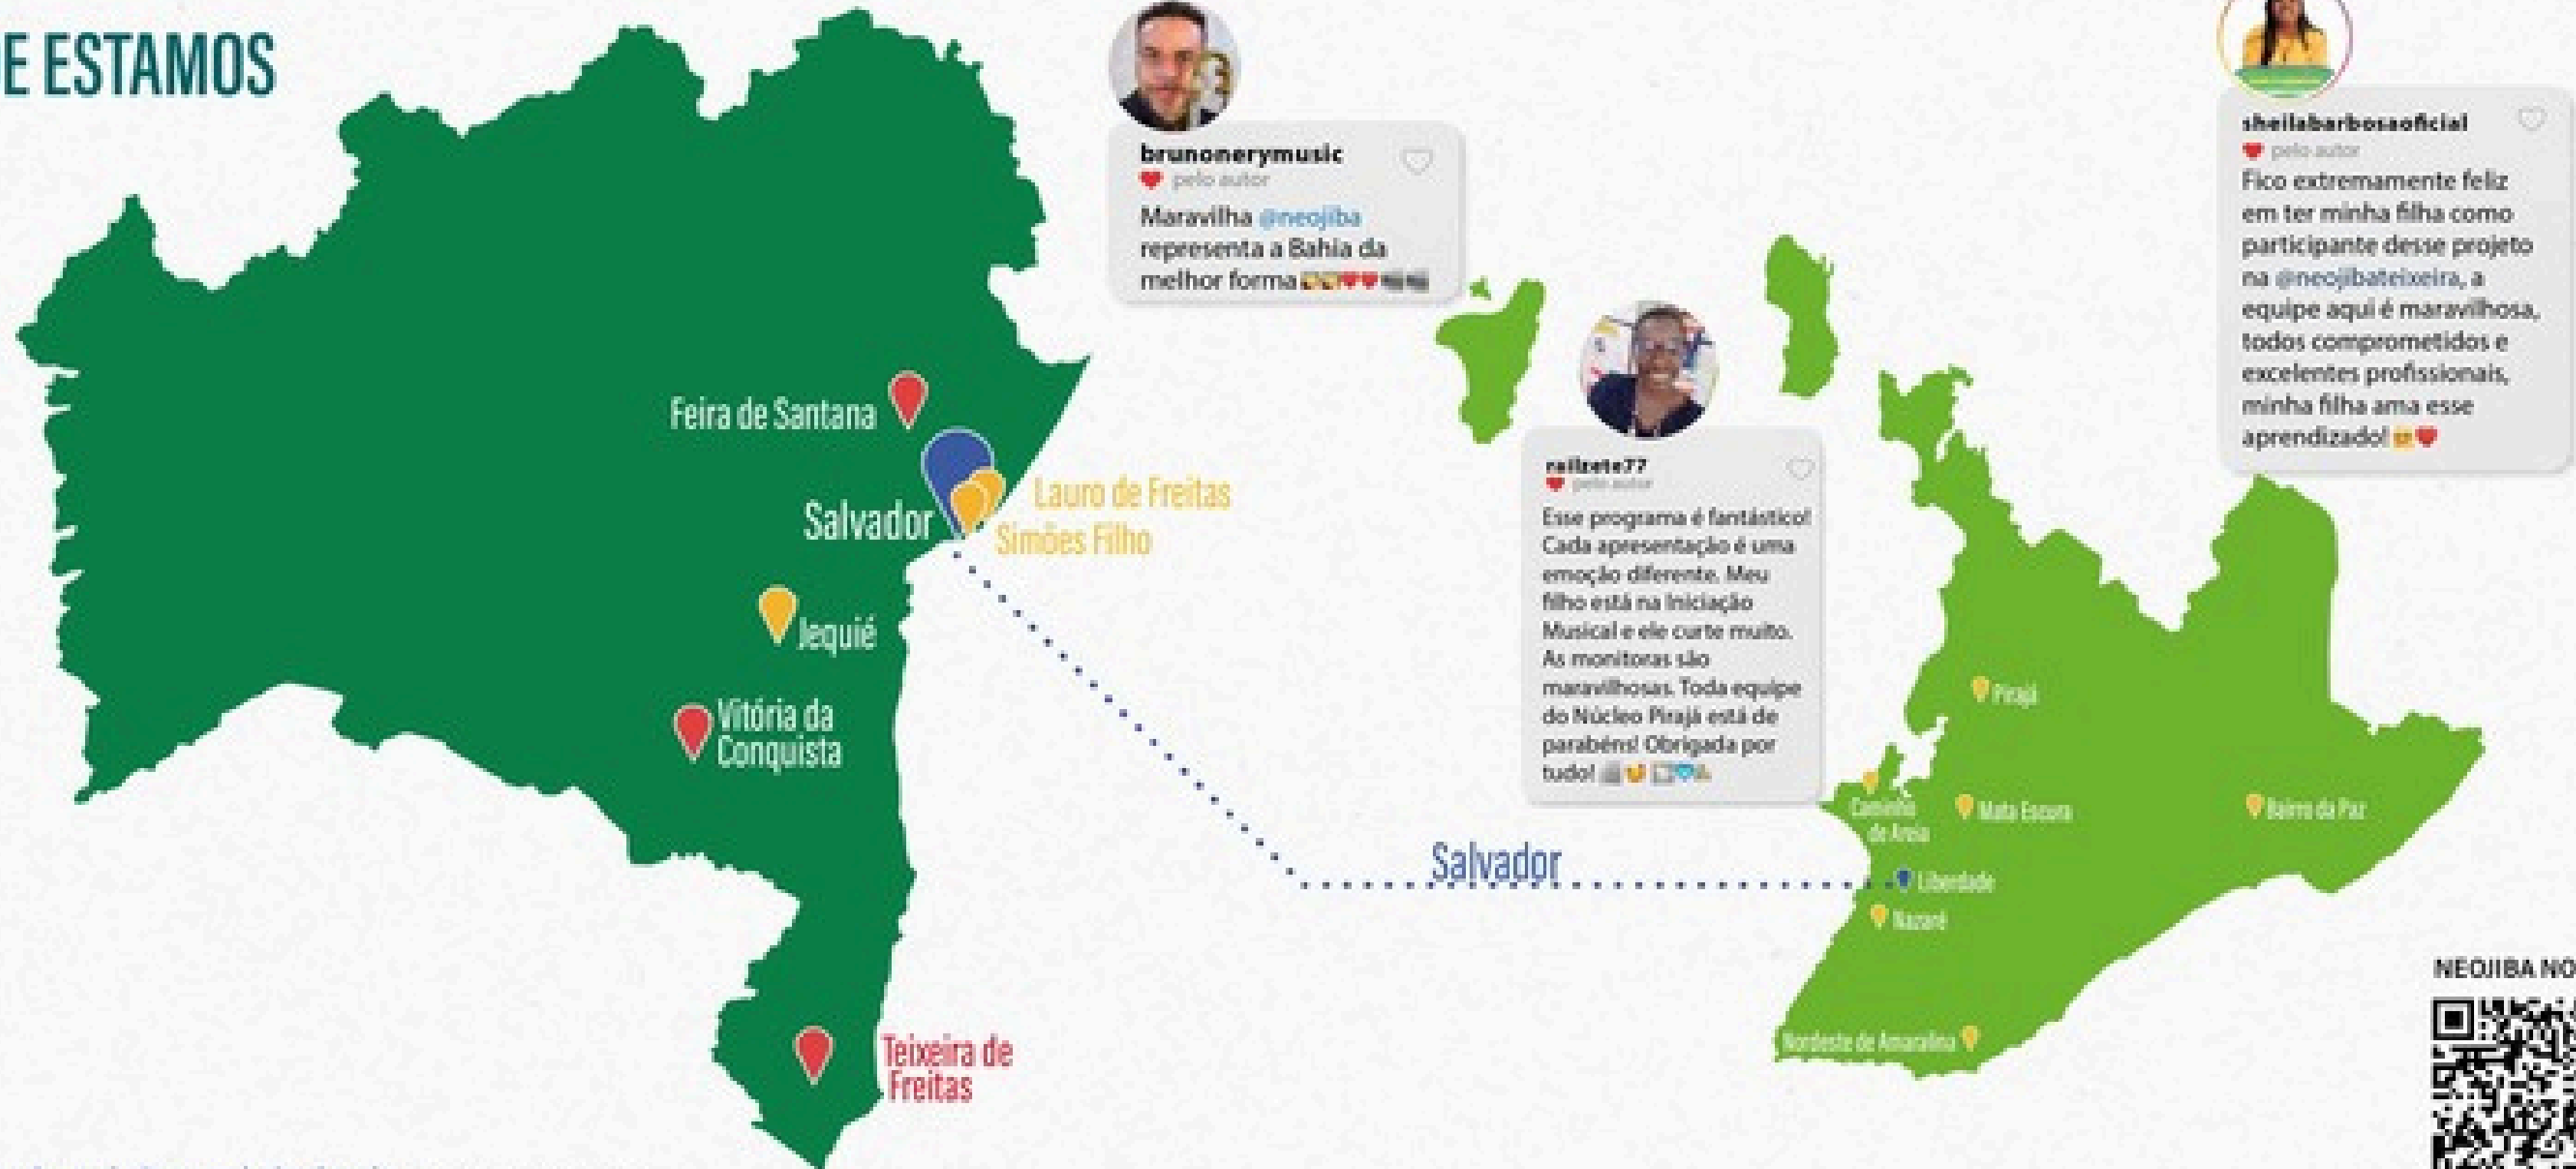 E ESTAMOS
Feira de Santana
Salvador
Lauro de Freitas
Simões Filho
Jequié
Vitória da
Conquista
Teixeira de
Freitas
brunonerymusic
pelo autor
Maravilha @neojiba
representa a Bahia da
melhor forma
railzete77
pelo autor
Esse programa é fantástico!
Cada apresentação é uma
emoção diferente. Meu
filho está na Iniciação
Musical e ele curte muito.
As monitoras são
maravilhosas. Toda equipe
do Núcleo Pirajá está de
parabéns! Obrigada por
tudo!
sheilabarbosaoficial
pelo autor
Fico extremamente feliz
em ter minha filha como
participante desse projeto
na @neojibateixeira, a
equipe aqui é maravilhosa,
todos comprometidos e
excelentes profissionais,
minha filha ama esse
aprendizado!
Salvador
Pirajá
Caminho
de Areia
Mata Escura
Bairro da Paz
Liberdade
Nazaré
Nordeste de Amaralina
NEOJIBA NO